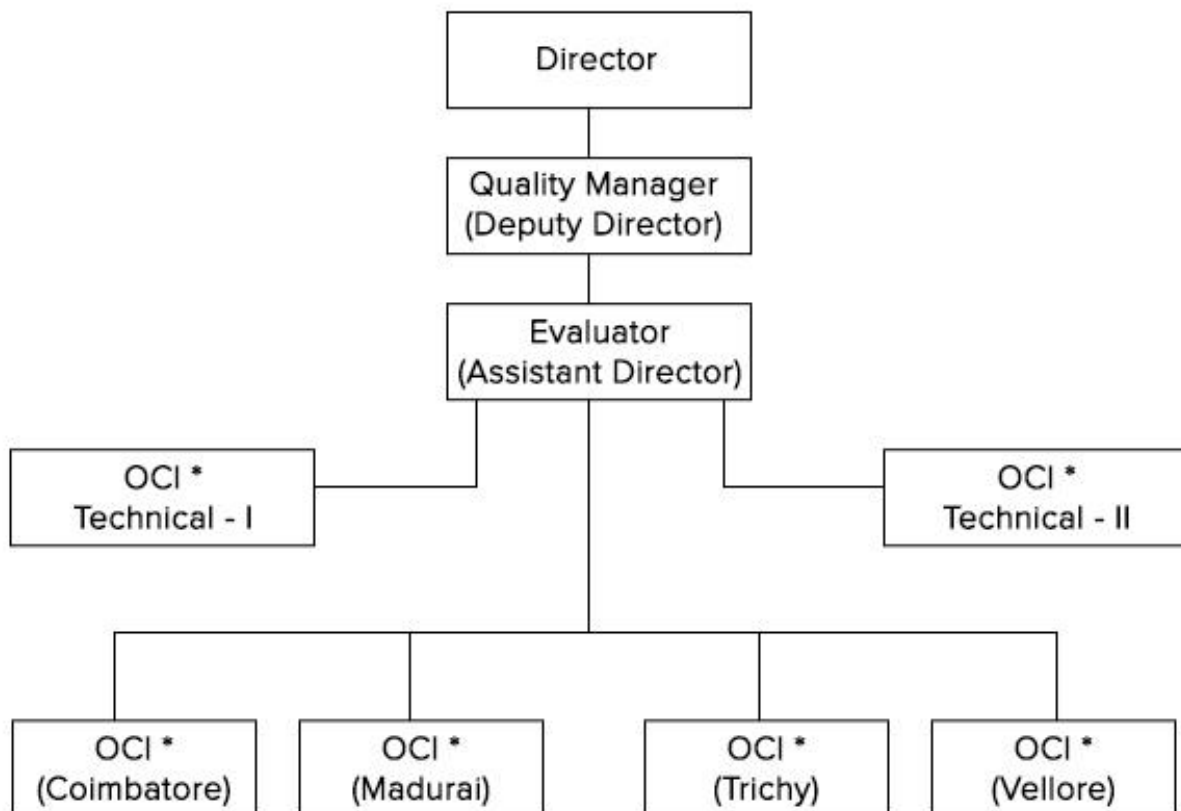 Director
Quality Manager
(Deputy Director)
Evaluator
(Assistant Director)
OCI *
Technical - I
OCI *
Technical - II
OCI *
(Coimbatore)
OCI *
(Madurai)
OCI *
(Trichy)
OCI *
(Vellore)